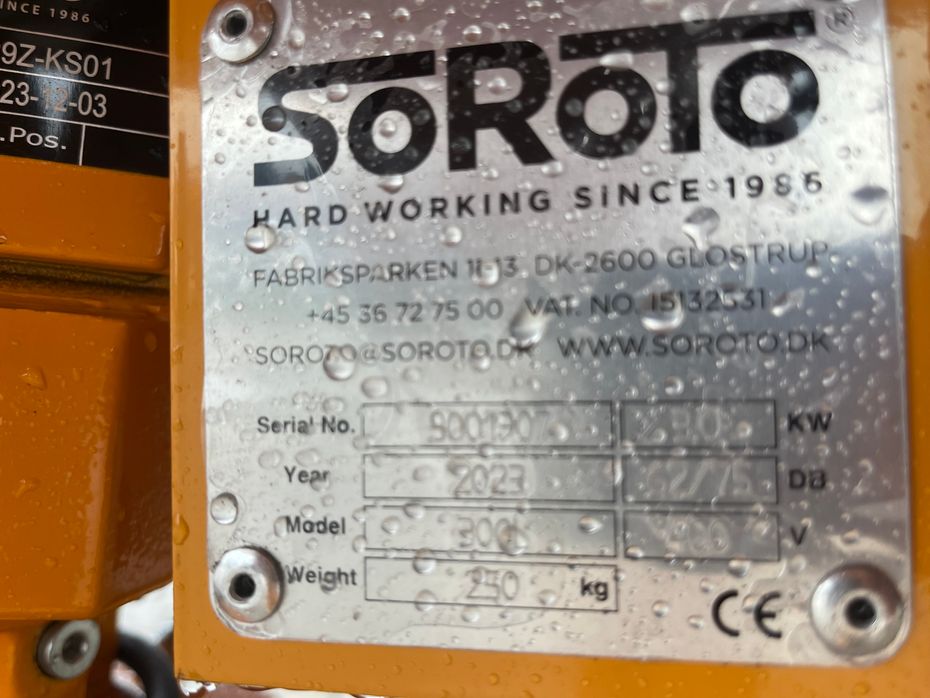 SINCE 1986
9Z-KS01
23-12-03
.Pos.
SOROTO®
HARD WORKING SINCE 1986
FABRIKSPARKEN 11-13 DK-2600 GLOSTRUP
+45 36 72 75 00 VAT. NO. 15132531
SOROTO@SOROTO.DK WWW.SOROTO.DK
Serial No. KW
Year 2023 62/75 DB
Model V
Weight 250 kg
CE